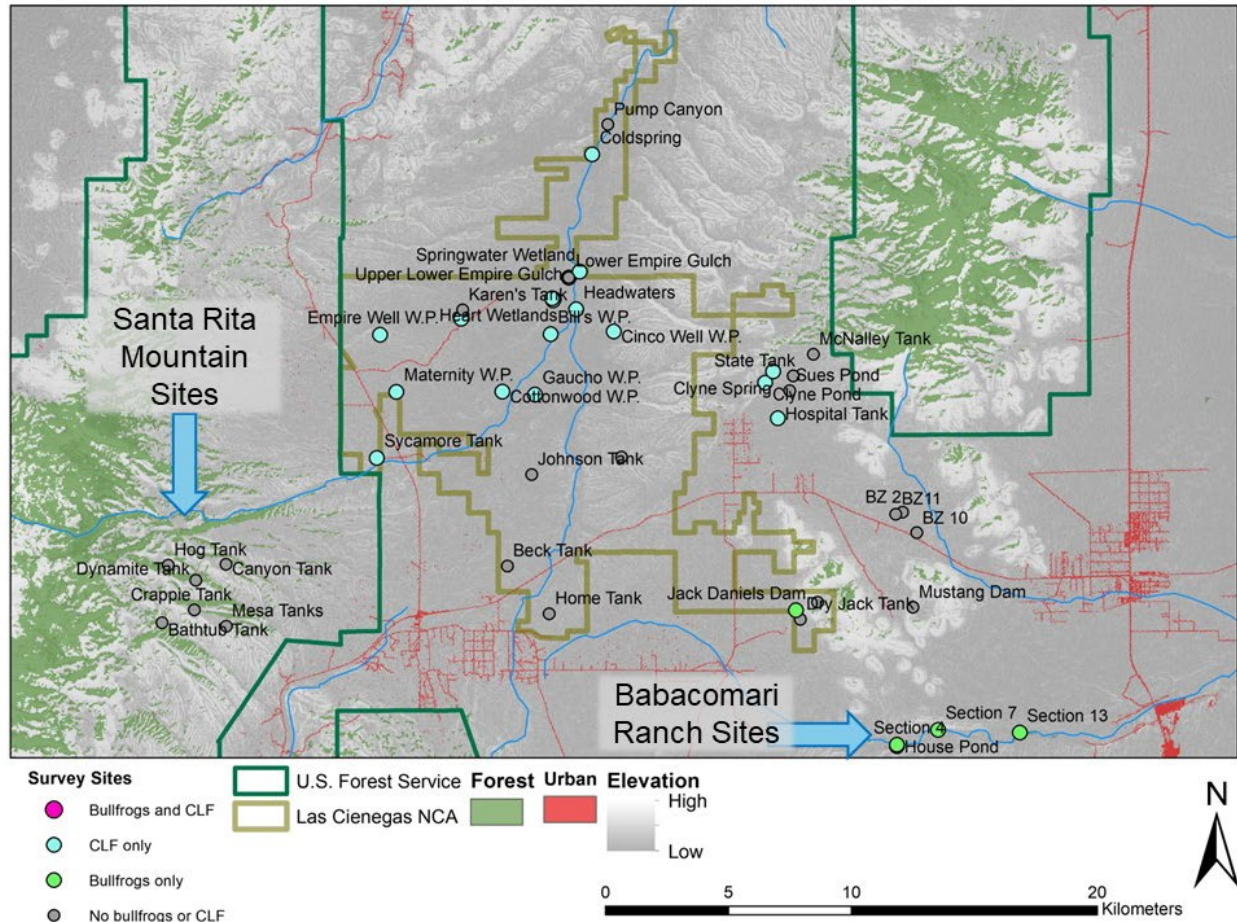 Pump Canyon
Coldspring
Springwater Wetland
Lower Empire Gulch
Upper Lower Empire Gulch
Karen's Tank
Headwaters
Empire Well W.P.
Heart Wetlands
Bill's W.P.
Cinco Well W.P.
McNalley Tank
State Tank
Sues Pond
Clyne Spring
Clyne Pond
Hospital Tank
Maternity W.P.
Gaucho W.P.
Cottonwood W.P.
Sycamore Tank
Johnson Tank
Santa Rita
Mountain
Sites
BZ 2
BZ11
BZ 10
Hog Tank
Dynamite Tank
Canyon Tank
Crappie Tank
Mesa Tanks
Bathtub Tank
Beck Tank
Home Tank
Jack Daniels Dam
Dry Jack Tank
Mustang Dam
Babacomari
Ranch Sites
Section 4
Section 7
Section 13
House Pond
Survey Sites
Bullfrogs and CLF
CLF only
Bullfrogs only
No bullfrogs or CLF
U.S. Forest Service
Las Cienegas NCA
Forest
Urban
Elevation
High
Low
N
0 5 10 20
Kilometers